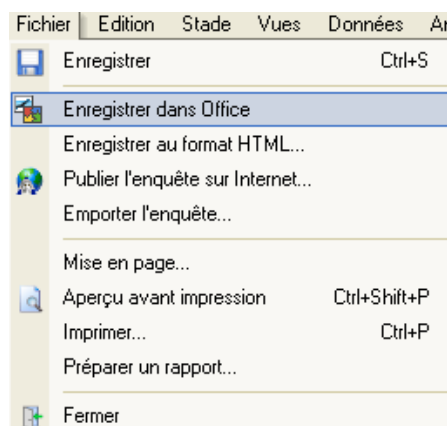 Fichier Edition Stade Vues Données
Enregistrer Ctrl+S
Enregistrer dans Office
Enregistrer au format HTML...
Publier l'enquête sur Internet...
Emporter l'enquête...
Mise en page...
Aperçu avant impression Ctrl+Shift+P
Imprimer... Ctrl+P
Préparer un rapport...
Fermer